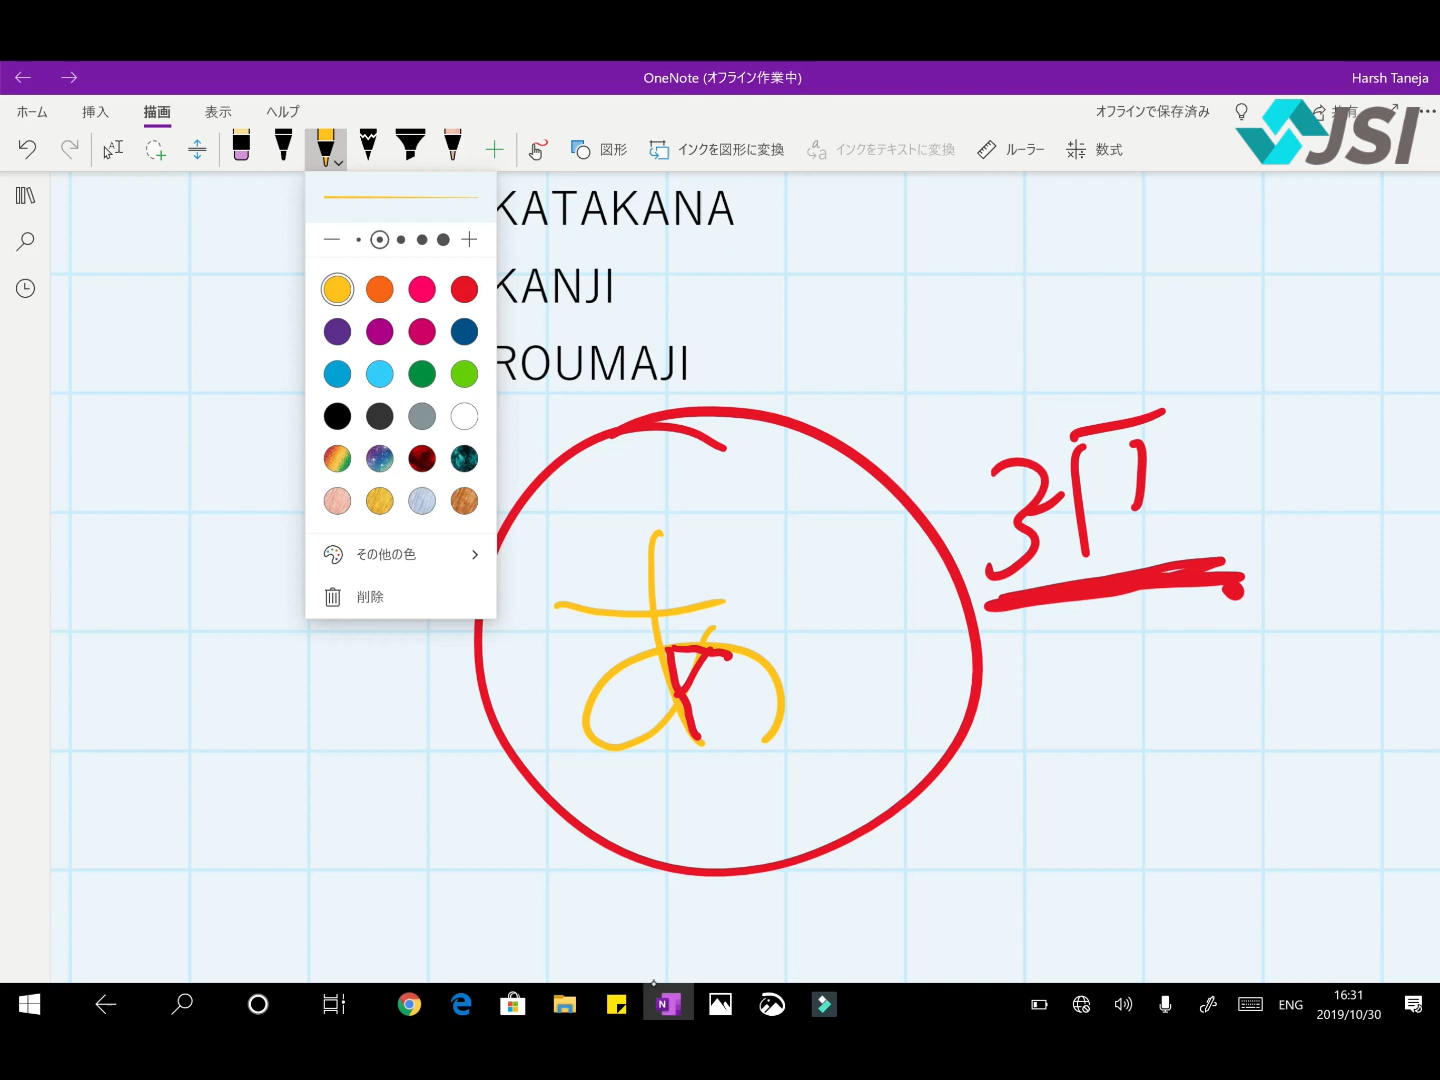 OneNote (オフライン作業中)
Harsh Taneja
ホーム 挿入 描画 表示 ヘルプ
オフラインで保存済み 共有
JSI
図形 インクを図形に変換 インクをテキストに変換 ルーラー 数式
KATAKANA
KANJI
ROUMAJI
その他の色
削除
あ
ENG
16:31
2019/10/30